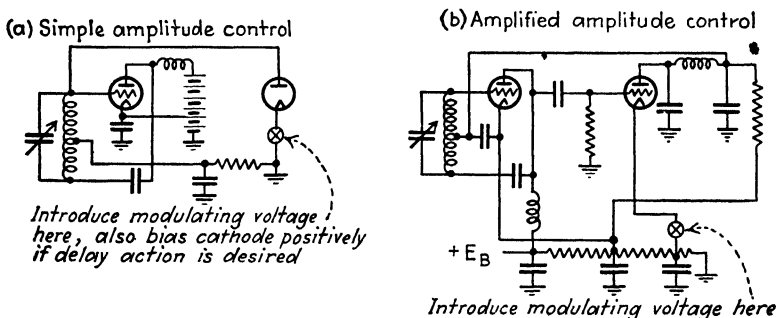 (a) Simple amplitude control
(b) Amplified amplitude control
Introduce modulating voltage
here, also bias cathode positively
if delay action is desired
+ E_B
Introduce modulating voltage here